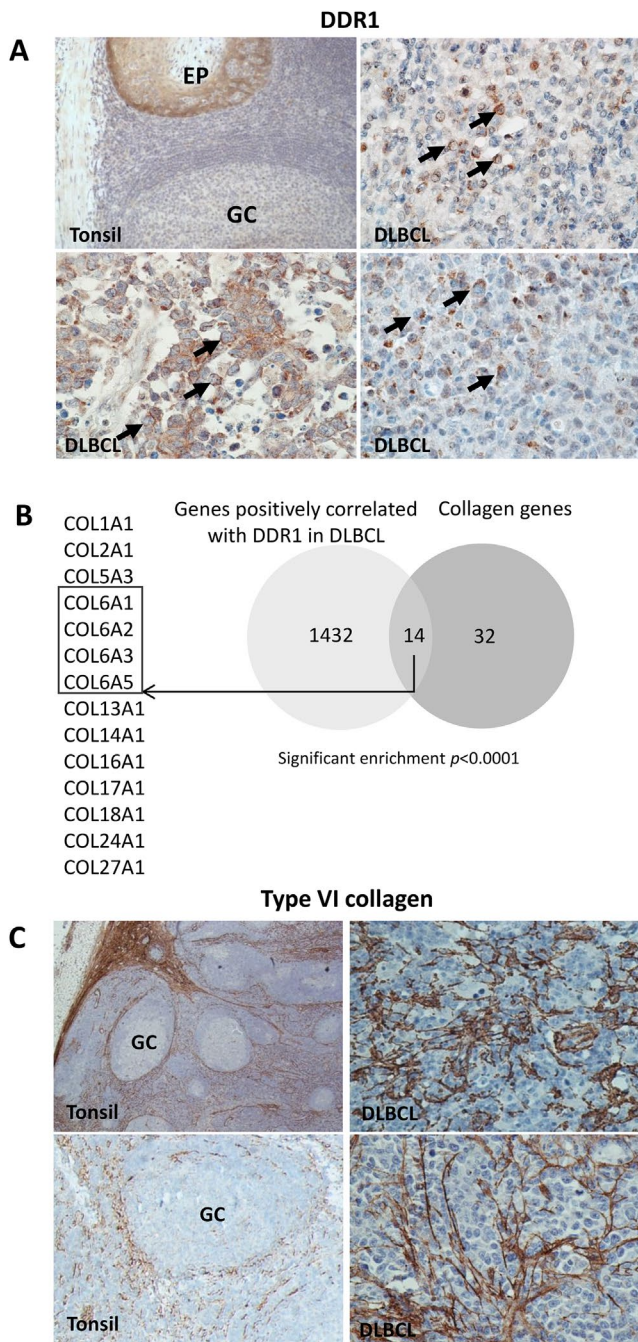 DDR1
A
EP
GC
Tonsil
DLBCL
DLBCL
DLBCL
B
Genes positively correlated
with DDR1 in DLBCL
Collagen genes
COL1A1
COL2A1
COL5A3
COL6A1
COL6A2
COL6A3
COL6A5
COL13A1
COL14A1
COL16A1
COL17A1
COL18A1
COL24A1
COL27A1
1432
14
32
Significant enrichment p<0.0001
Type VI collagen
C
GC
Tonsil
DLBCL
GC
Tonsil
DLBCL